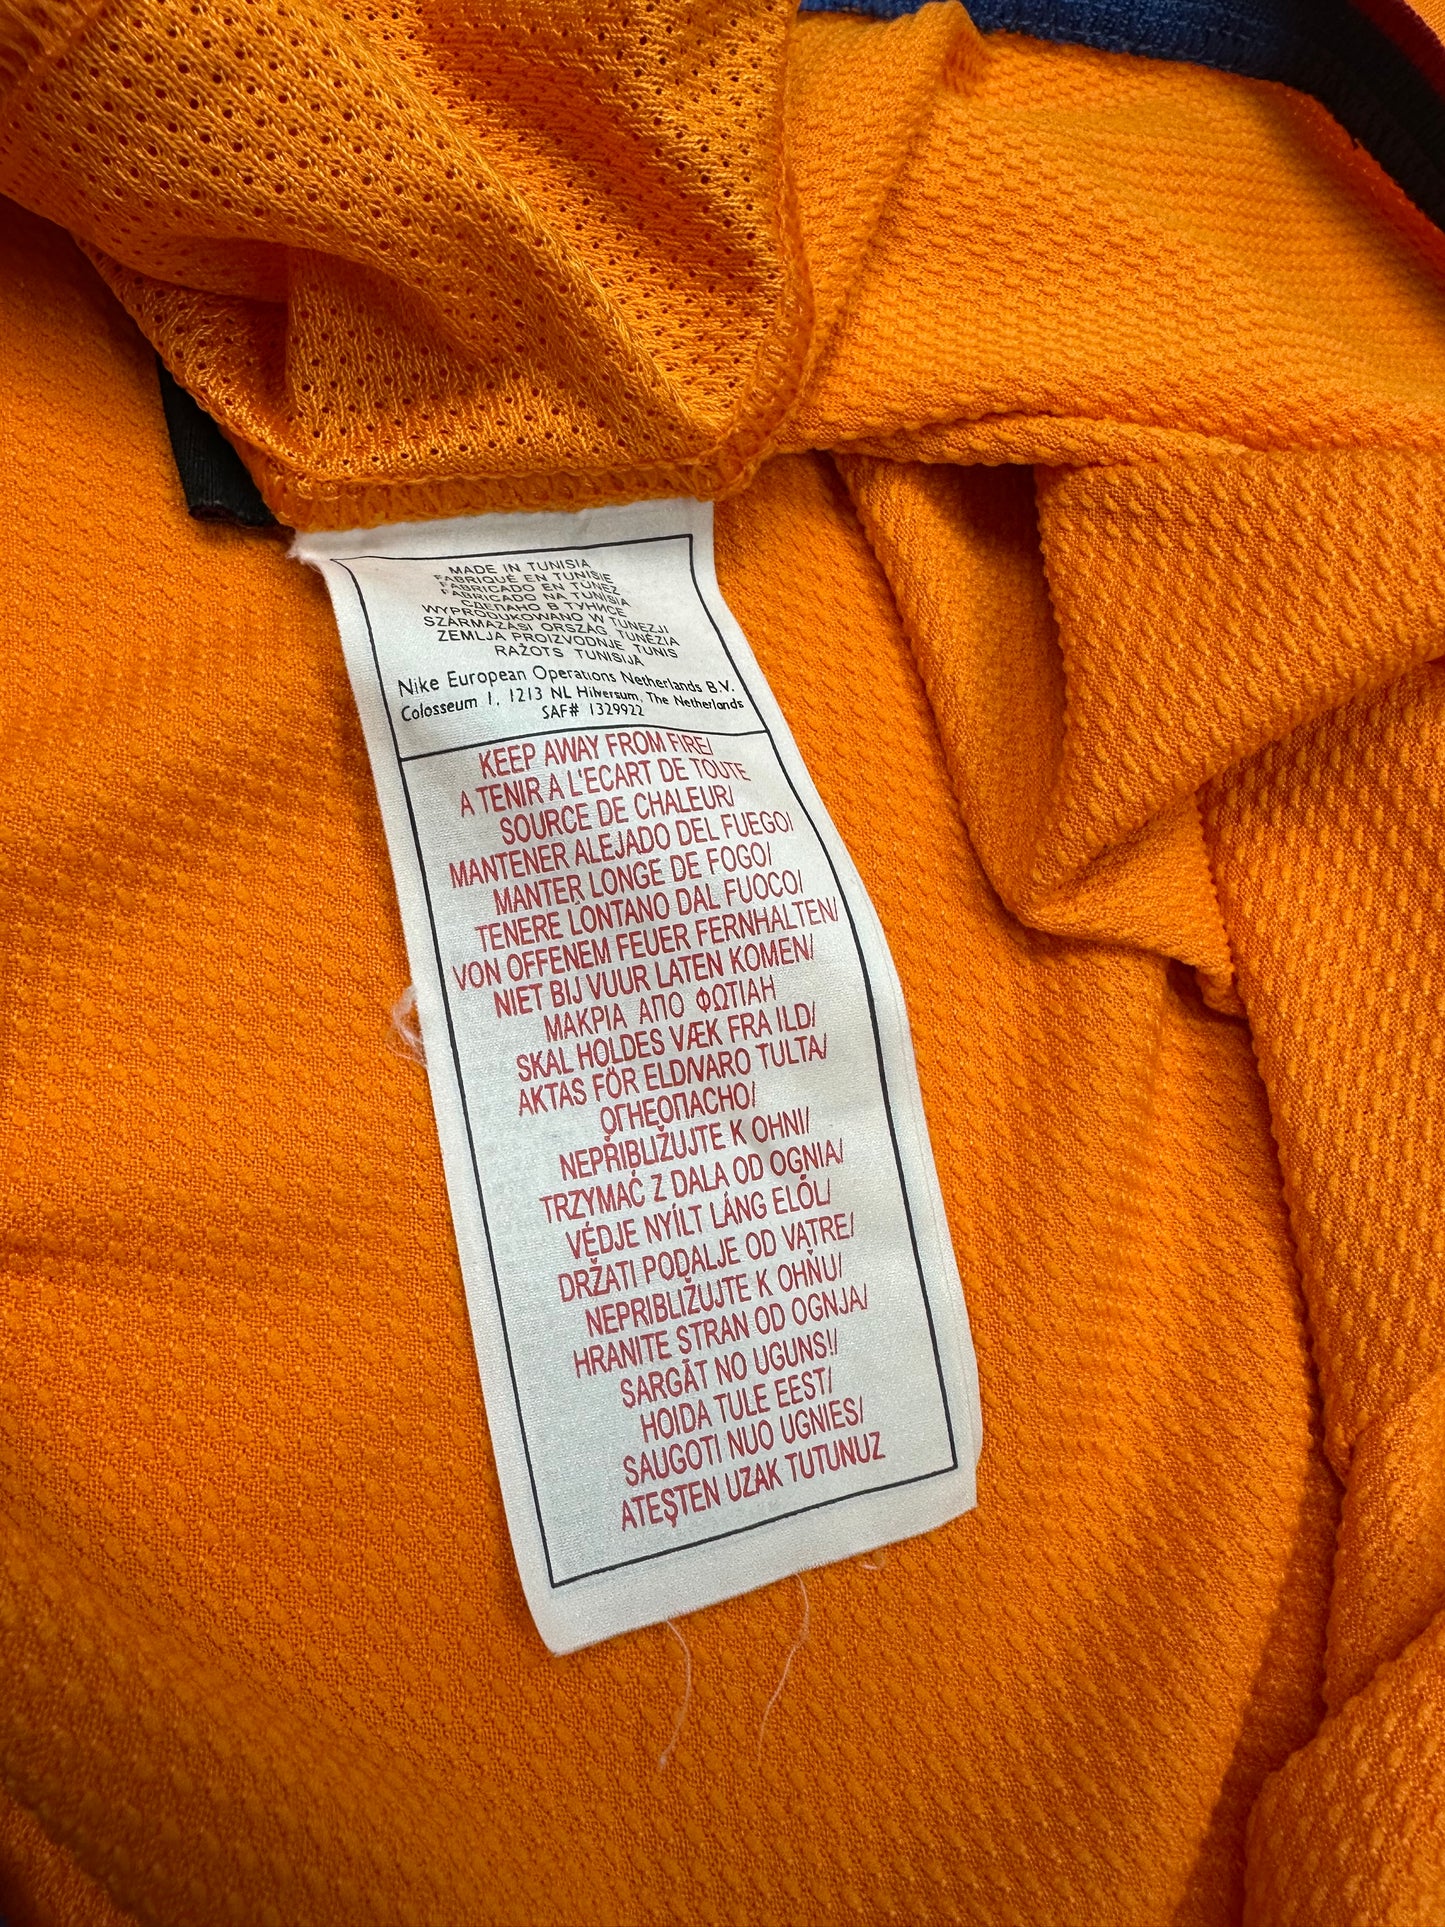 MADE IN TUNISIA
FABRIQUÉ EN TUNISIE
FABRICADO EN TÚNEZ
FABRICADO NA TUNÍSIA
СДЕЛАНО В ТУНИСЕ
WYPRODUKOWANO W TUNEZJI
SZÁRMAZÁSI ORSZÁG TUNÉZIA
ZEMLJA PROIZVODNJE TUNIS
RAŽOTS TUNISIJĀ
Nike European Operations Netherlands B.V.
Colosseum 1, 1213 NL Hilversum, The Netherlands
SAF# 1329922
KEEP AWAY FROM FIRE/
A TENIR A L'ECART DE TOUTE
SOURCE DE CHALEUR/
MANTENER ALEJADO DEL FUEGO/
MANTER LONGE DE FOGO/
TENERE LONTANO DAL FUOCO/
VON OFFENEM FEUER FERNHALTEN/
NIET BIJ VUUR LATEN KOMEN/
ΜΑΚΡΙΑ ΑΠΟ ΦΩΤΙΑΗ
SKAL HOLDES VÆK FRA ILD/
AKTAS FÖR ELD/VARO TULTA/
ОГНЕОПАСНО/
NEPŘIBLIŽUJTE K OHNI/
TRZYMAĆ Z DALA OD OGNIA/
VÉDJE NYÍLT LÁNG ELŐL/
DRŽATI PODALJE OD VATRE/
NEPRIBLIŽUJTE K OHŇU/
HRANITE STRAN OD OGNJA/
SARGĀT NO UGUNS!/
HOIDA TULE EEST/
SAUGOTI NUO UGNIES/
ATEŞTEN UZAK TUTUNUZ